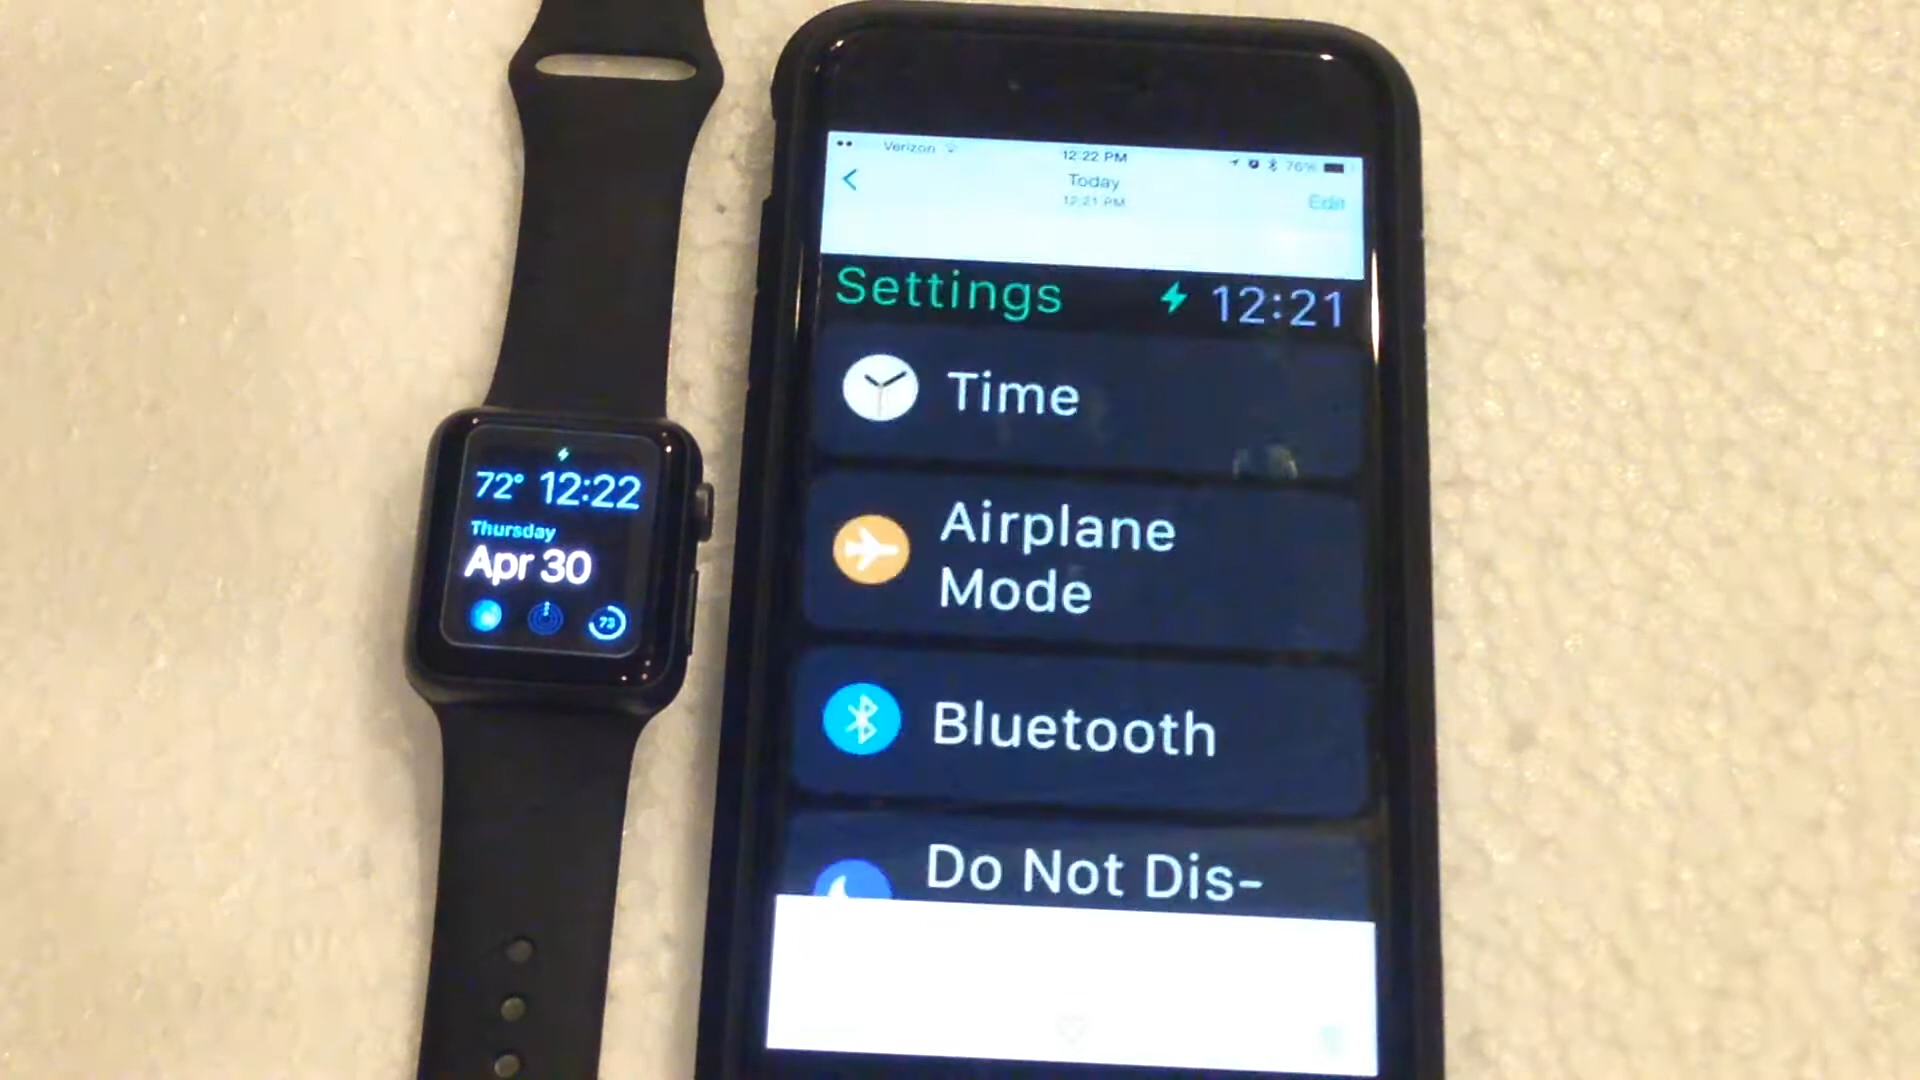 72° 12:22
Thursday
Apr 30
73
Verizon 12:22 PM 76%
Today
12:21 PM
Edit
Settings 12:21
Time
Airplane
Mode
Bluetooth
Do Not Dis-